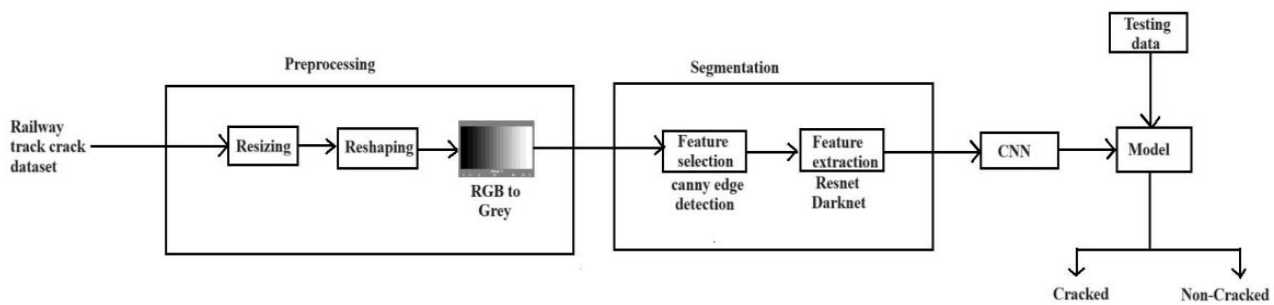 Testing
data
Preprocessing
Segmentation
Railway
track crack
dataset
Resizing
Reshaping
RGB to
Grey
Feature
selection
canny edge
detection
Feature
extraction
Resnet
Darknet
CNN
Model
Cracked
Non-Cracked